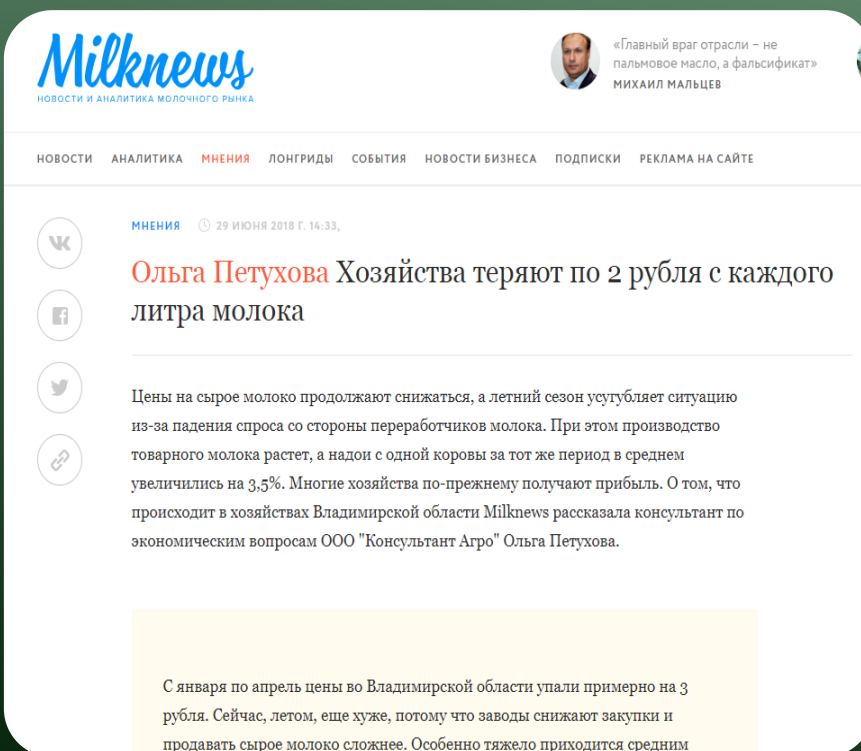 Milknews
НОВОСТИ И АНАЛИТИКА МОЛОЧНОГО РЫНКА
«Главный враг отрасли – не
пальмовое масло, а фальсификат»
МИХАИЛ МАЛЬЦЕВ
НОВОСТИ АНАЛИТИКА МНЕНИЯ ЛОНГРИДЫ СОБЫТИЯ НОВОСТИ БИЗНЕСА ПОДПИСКИ РЕКЛАМА НА САЙТЕ
МНЕНИЯ 29 ИЮНЯ 2018 Г. 14:33,
Ольга Петухова Хозяйства теряют по 2 рубля с каждого
литра молока
Цены на сырое молоко продолжают снижаться, а летний сезон усугубляет ситуацию
из-за падения спроса со стороны переработчиков молока. При этом производство
товарного молока растет, а надои с одной коровы за тот же период в среднем
увеличились на 3,5%. Многие хозяйства по-прежнему получают прибыль. О том, что
происходит в хозяйствах Владимирской области Milknews рассказала консультант по
экономическим вопросам ООО "Консультант Агро" Ольга Петухова.
С января по апрель цены во Владимирской области упали примерно на 3
рубля. Сейчас, летом, еще хуже, потому что заводы снижают закупки и
продавать сырое молоко сложнее. Особенно тяжело приходится средним